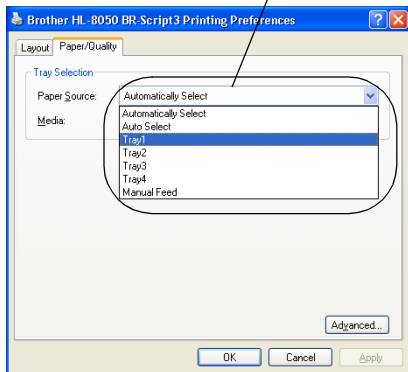 Brother HL-8050 BR-Script3 Printing Preferences
Layout Paper/Quality
Tray Selection
Paper Source: Automatically Select
Automatically Select
Media:
Auto Select
Tray1
Tray2
Tray3
Tray4
Manual Feed
Advanced...
OK Cancel Apply